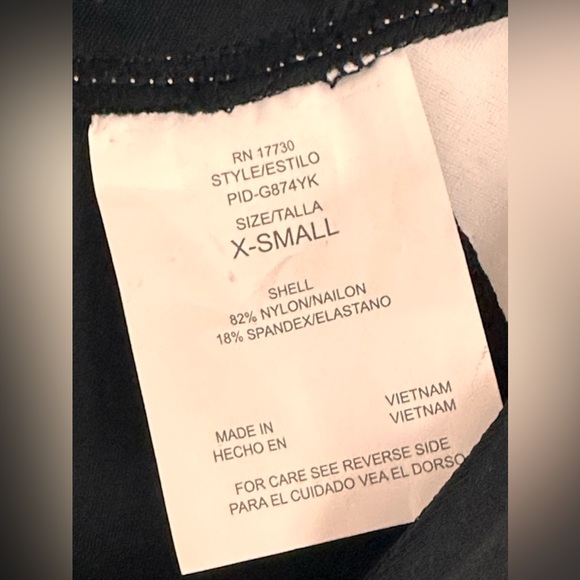 RN 17730
STYLE/ESTILO
PID-G874YK
SIZE/TALLA
X-SMALL
SHELL
82% NYLON/NAILON
18% SPANDEX/ELASTANO
MADE IN VIETNAM
HECHO EN VIETNAM
FOR CARE SEE REVERSE SIDE
PARA EL CUIDADO VEA EL DORSO